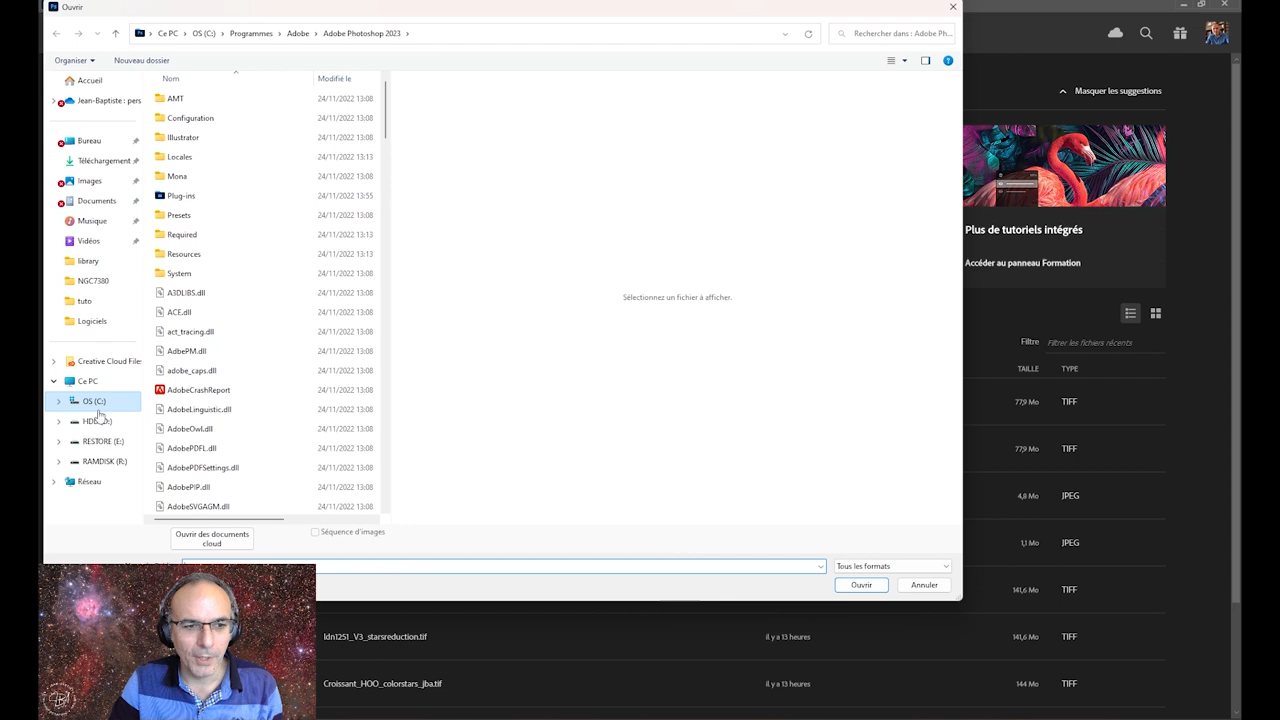 Ouvrir
Ce PC > OS (C:) > Programmes > Adobe > Adobe Photoshop 2023 >
Rechercher dans : Adobe Ph...
Organiser
Nouveau dossier
Nom
Modifié le
Accueil
Jean-Baptiste : pers
Bureau
Téléchargement
Images
Documents
Musique
Vidéos
library
NGC7380
tuto
Logiciels
Creative Cloud Files
Ce PC
OS (C:)
RESTORE (E:)
RAMDISK (R:)
Réseau
AMT 24/11/2022 13:08
Configuration 24/11/2022 13:08
Illustrator 24/11/2022 13:08
Locales 24/11/2022 13:13
Mona 24/11/2022 13:08
Plug-ins 24/11/2022 13:55
Presets 24/11/2022 13:08
Required 24/11/2022 13:13
Resources 24/11/2022 13:08
System 24/11/2022 13:08
A3DLIBS.dll 24/11/2022 13:08
ACE.dll 24/11/2022 13:08
act_tracing.dll 24/11/2022 13:08
AdbePM.dll 24/11/2022 13:08
adobe_caps.dll 24/11/2022 13:08
AdobeCrashReport 24/11/2022 13:08
AdobeLinguistic.dll 24/11/2022 13:08
AdobeOwl.dll 24/11/2022 13:08
AdobePDFL.dll 24/11/2022 13:08
AdobePDFSettings.dll 24/11/2022 13:08
AdobePIP.dll 24/11/2022 13:08
AdobeSVGAGM.dll 24/11/2022 13:08
Sélectionnez un fichier à afficher.
Ouvrir des documents
cloud
Séquence d'images
Tous les formats
Ouvrir
Annuler
Masquer les suggestions
Plus de tutoriels intégrés
Accéder au panneau Formation
Filtre
Filtrer les fichiers récents
TAILLE TYPE
77,9 Mo TIFF
77,9 Mo TIFF
4,8 Mo JPEG
1,1 Mo JPEG
141,6 Mo TIFF
ldn1251_V3_starsreduction.tif il y a 13 heures 141,6 Mo TIFF
Croissant_HOO_colorstars_jba.tif il y a 13 heures 144 Mo TIFF